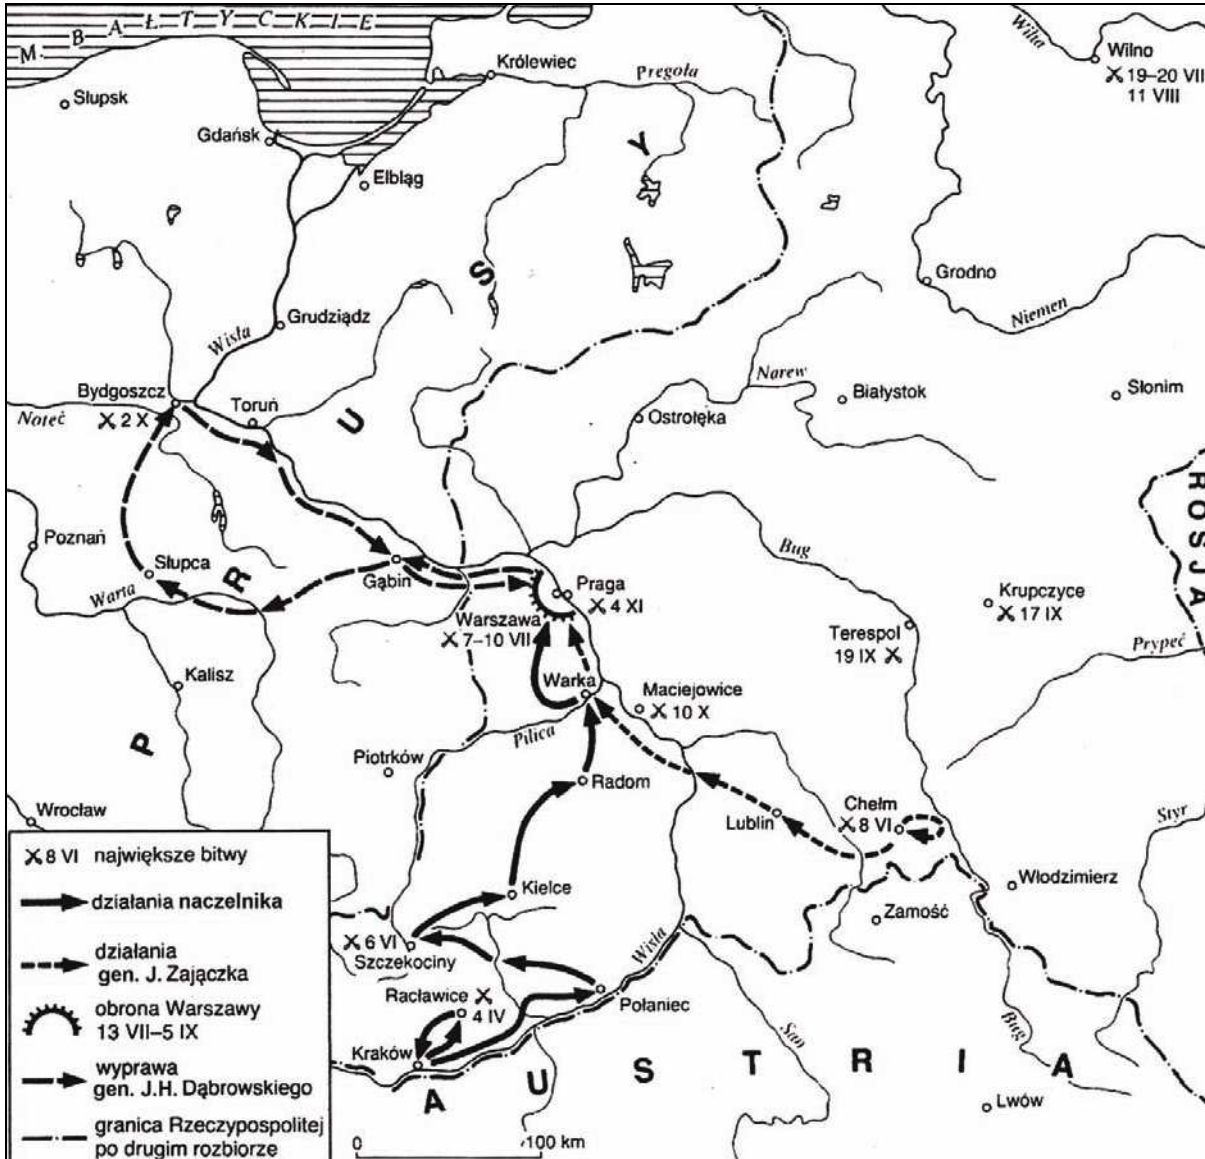 M. BAŁTYCKIE
Słupsk
Gdańsk
Elbląg
Królewiec
Pregoła
Wilia
Wilno
19–20 VII
11 VIII
Grodno
Niemen
Grudziądz
Wisła
Bydgoszcz
Noteć
2 X
Toruń
Narew
Białystok
Słonim
Ostrołęka
PRUSY
ROSJA
Poznań
Słupca
Warta
Gąbin
Bug
Praga
4 XI
Warszawa
7–10 VII
Krupczyce
17 IX
Terespol
19 IX
Prypeć
Kalisz
Warka
Maciejowice
10 X
Pilica
Piotrków
Radom
Lublin
Chełm
8 VI
Styr
Wrocław
Kielce
Włodzimierz
Zamość
6 VI
Szczekociny
Wisła
Racławice
4 IV
Połaniec
Kraków
San
Bug
AUSTRIA
Lwów
8 VI największe bitwy
działania naczelnika
działania
gen. J. Zajączka
obrona Warszawy
13 VII–5 IX
wyprawa
gen. J.H. Dąbrowskiego
granica Rzeczypospolitej
po drugim rozbiorze
0 100 km